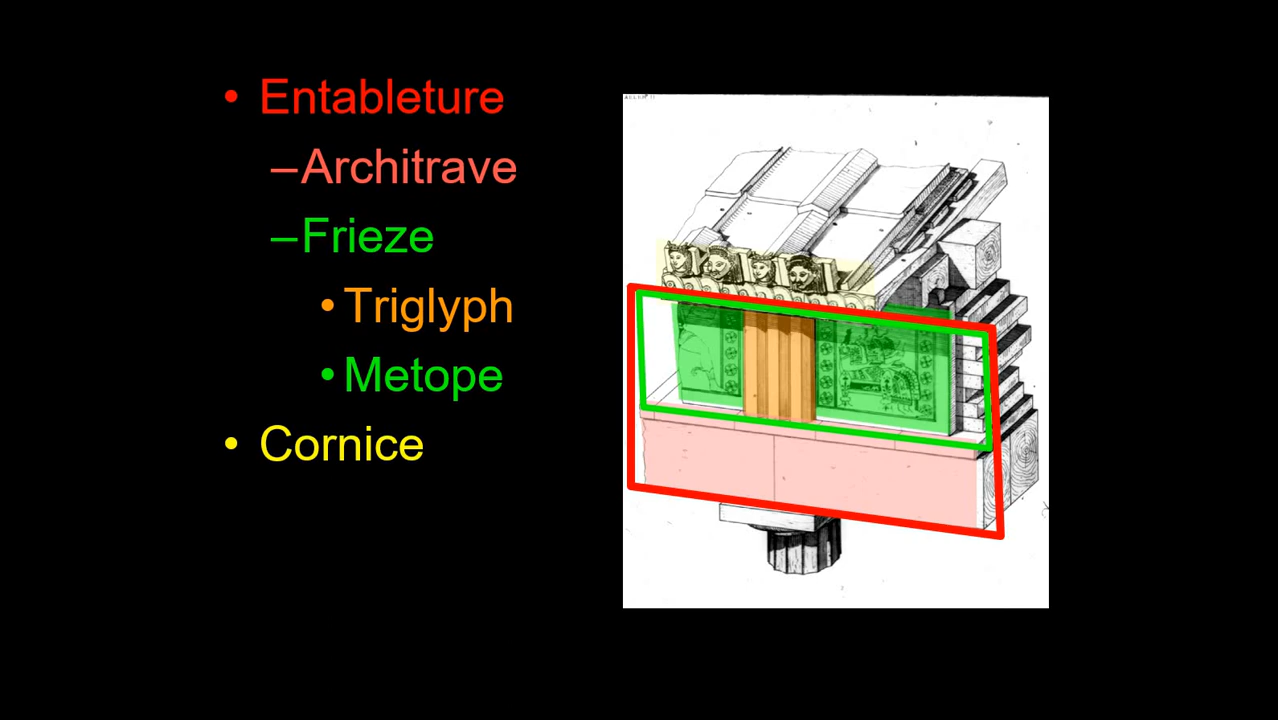 • Entableture
–Architrave
–Frieze
• Triglyph
• Metope
• Cornice